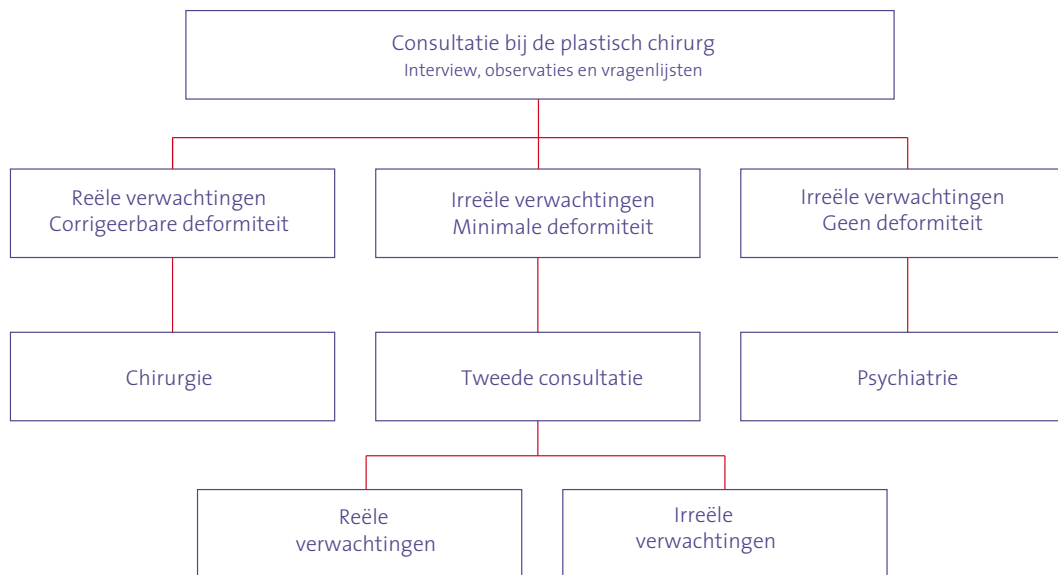 Consultatie bij de plastisch chirurg
Interview, observaties en vragenlijsten
Reële verwachtingen
Corrigeerbare deformiteit
Irreële verwachtingen
Minimale deformiteit
Irreële verwachtingen
Geen deformiteit
Chirurgie
Tweede consultatie
Psychiatrie
Reële
verwachtingen
Irreële
verwachtingen